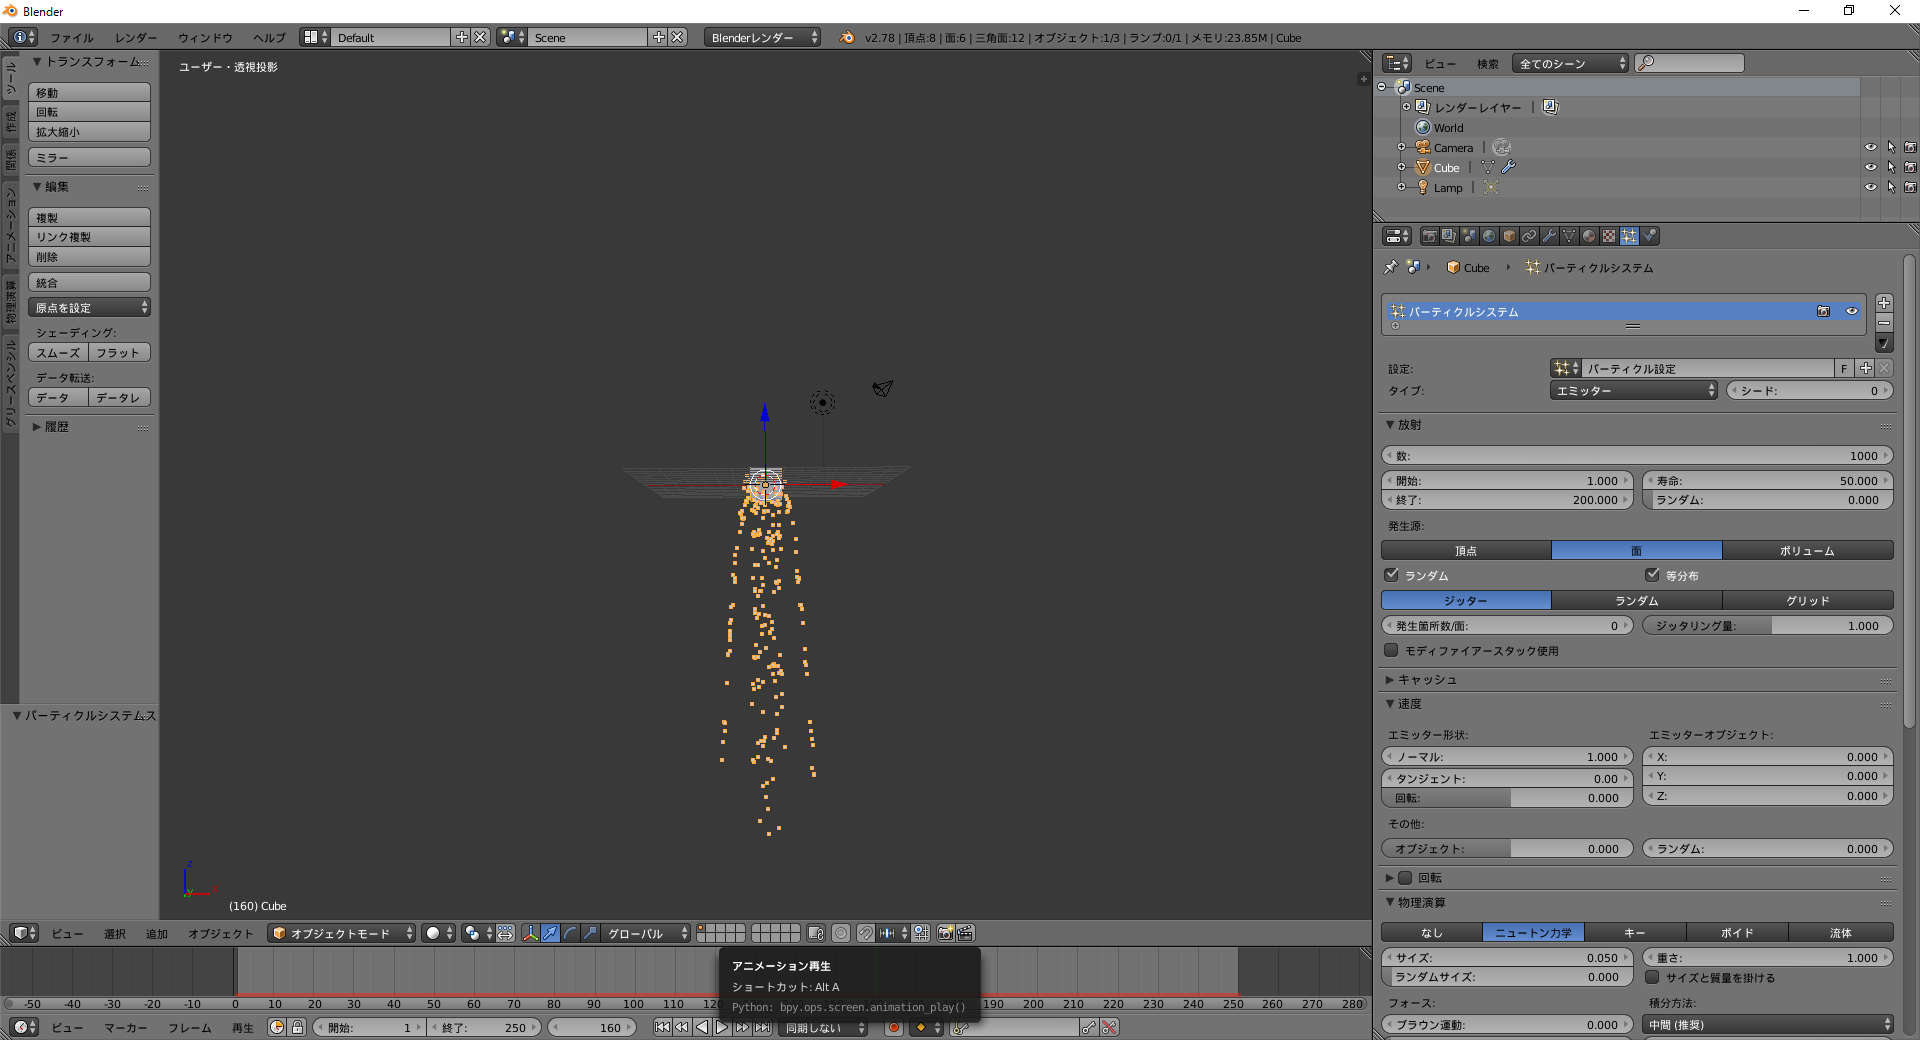 Blender
ファイル レンダー ウィンドウ ヘルプ Default Scene Blenderレンダー v2.78 | 頂点:8 | 面:6 | 三角面:12 | オブジェクト:1/3 | ランプ:0/1 | メモリ:23.85M | Cube
ツール
作成
関係
アニメーション
物理演算
グリースペンシル
▼トランスフォーム
移動
回転
拡大縮小
ミラー
▼編集
複製
リンク複製
削除
統合
原点を設定
シェーディング:
スムーズ フラット
データ転送:
データ データレ
▶履歴
▼パーティクルシステムス
ユーザー・透視投影
(160) Cube
ビュー 選択 追加 オブジェクト オブジェクトモード グローバル
アニメーション再生
ショートカット: Alt A
Python: bpy.ops.screen.animation_play()
-50 -40 -30 -20 -10 0 10 20 30 40 50 60 70 80 90 100 110 120 190 200 210 220 230 240 250 260 270 280
ビュー マーカー フレーム 再生 開始: 1 終了: 250 160 同期しない
ビュー 検索 全てのシーン
Scene
レンダーレイヤー
World
Camera
Cube
Lamp
Cube パーティクルシステム
パーティクルシステム
設定: パーティクル設定 F
タイプ: エミッター シード: 0
▼放射
数: 1000
開始: 1.000 寿命: 50.000
終了: 200.000 ランダム: 0.000
発生源:
頂点 面 ボリューム
ランダム 等分布
ジッター ランダム グリッド
発生箇所数/面: 0 ジッタリング量: 1.000
モディファイアースタック使用
▶キャッシュ
▼速度
エミッター形状: エミッターオブジェクト:
ノーマル: 1.000 X: 0.000
タンジェント: 0.00 Y: 0.000
回転: 0.000 Z: 0.000
その他:
オブジェクト: 0.000 ランダム: 0.000
▶回転
▼物理演算
なし ニュートン力学 キー ボイド 流体
サイズ: 0.050 重さ: 1.000
ランダムサイズ: 0.000 サイズと質量を掛ける
フォース: 積分方法:
ブラウン運動: 0.000 中間 (推奨)